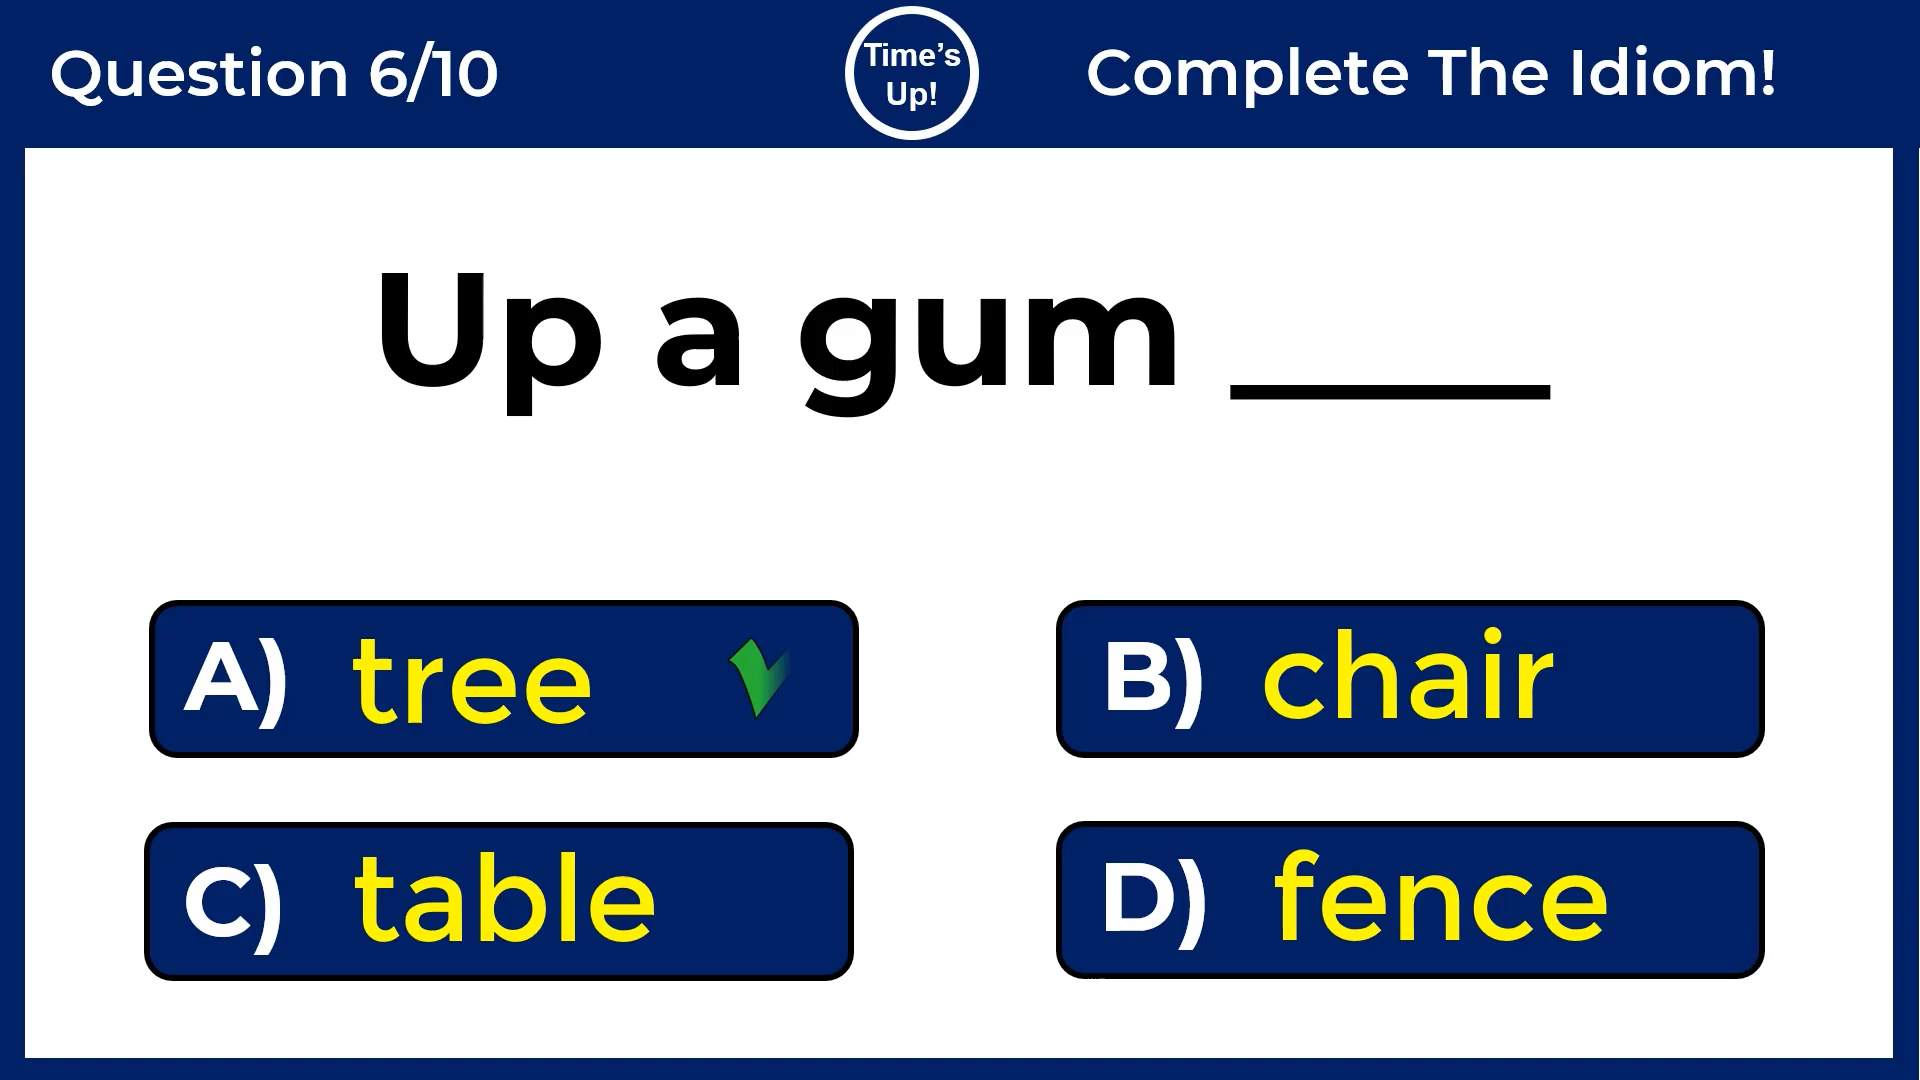 Question 6/10
Time's
Up!
Complete The Idiom!
Up a gum ____
A) tree
B) chair
C) table
D) fence